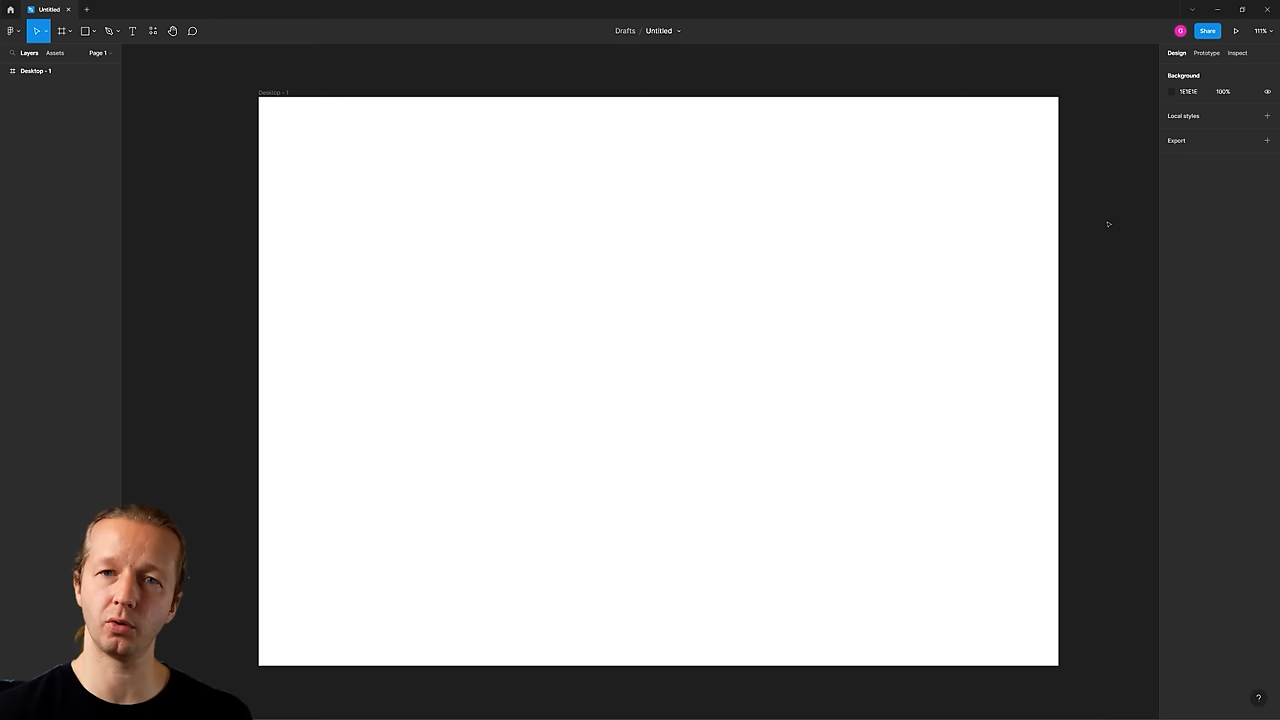 Untitled
Drafts / Untitled
G
Share
111%
Layers
Assets
Page 1
Design
Prototype
Inspect
Desktop - 1
Background
1E1E1E
100%
Desktop - 1
Local styles
Export
?